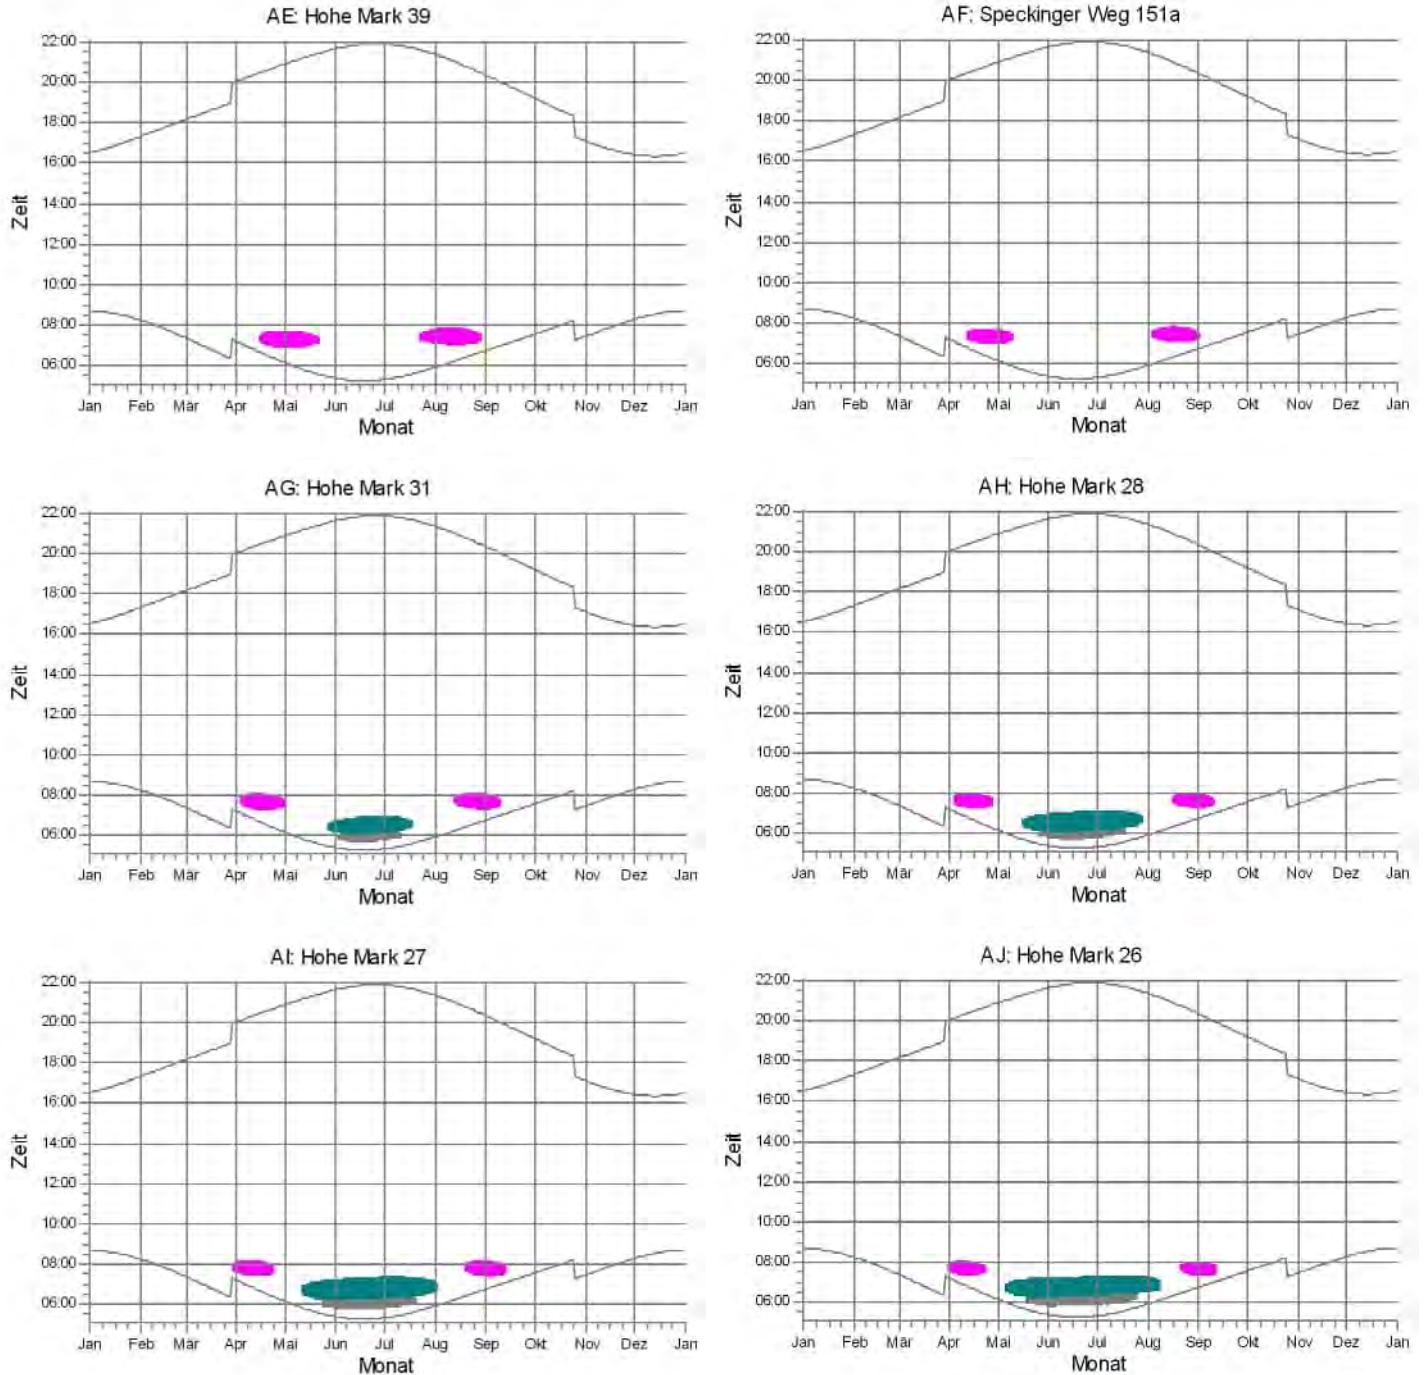 AE: Hohe Mark 39
22:00
20:00
18:00
16:00
14:00
12:00
10:00
08:00
06:00
Zeit
Jan Feb Mär Apr Mai Jun Jul Aug Sep Okt Nov Dez Jan
Monat
AF: Speckinger Weg 151a
22:00
20:00
18:00
16:00
14:00
12:00
10:00
08:00
06:00
Zeit
Jan Feb Mär Apr Mai Jun Jul Aug Sep Okt Nov Dez Jan
Monat
AG: Hohe Mark 31
22:00
20:00
18:00
16:00
14:00
12:00
10:00
08:00
06:00
Zeit
Jan Feb Mär Apr Mai Jun Jul Aug Sep Okt Nov Dez Jan
Monat
AH: Hohe Mark 28
22:00
20:00
18:00
16:00
14:00
12:00
10:00
08:00
06:00
Zeit
Jan Feb Mär Apr Mai Jun Jul Aug Sep Okt Nov Dez Jan
Monat
AI: Hohe Mark 27
22:00
20:00
18:00
16:00
14:00
12:00
10:00
08:00
06:00
Zeit
Jan Feb Mär Apr Mai Jun Jul Aug Sep Okt Nov Dez Jan
Monat
AJ: Hohe Mark 26
22:00
20:00
18:00
16:00
14:00
12:00
10:00
08:00
06:00
Zeit
Jan Feb Mär Apr Mai Jun Jul Aug Sep Okt Nov Dez Jan
Monat